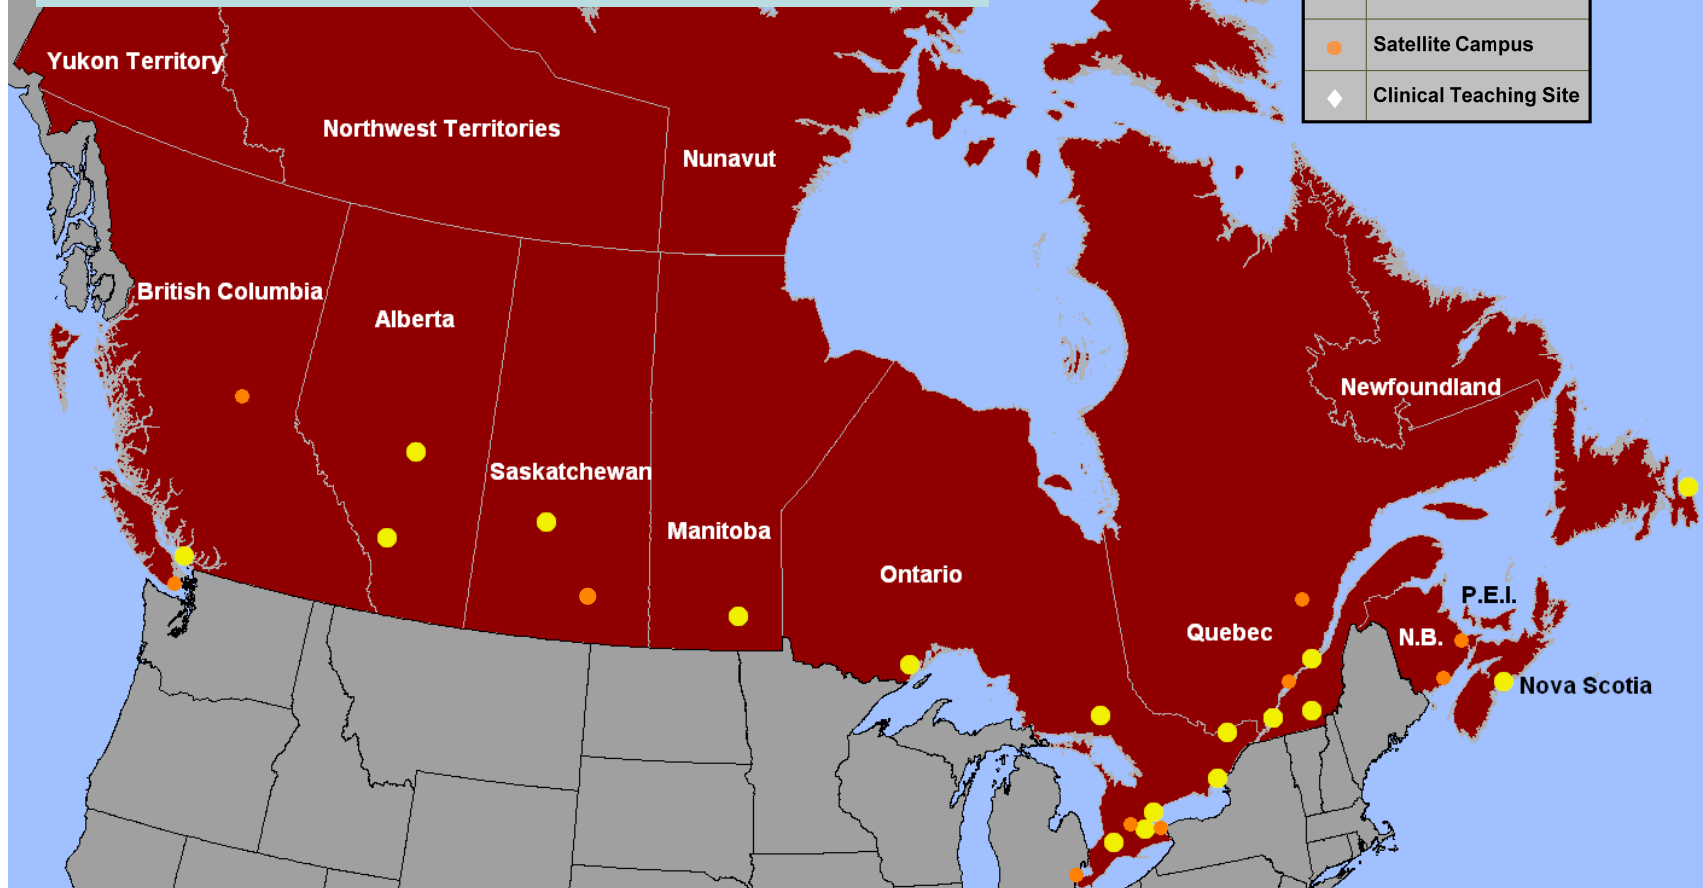 Satellite Campus
Clinical Teaching Site
Yukon Territory
Northwest Territories
Nunavut
British Columbia
Alberta
Newfoundland
Saskatchewan
Manitoba
Ontario
P.E.I.
Quebec
N.B.
Nova Scotia